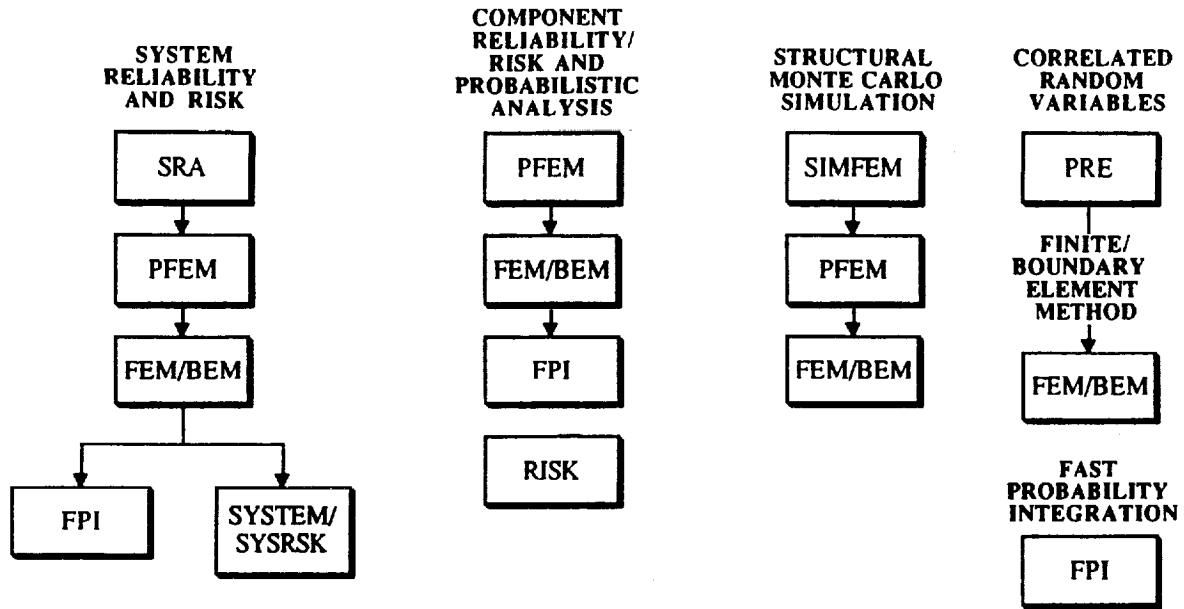 SYSTEM
RELIABILITY
AND RISK
SRA
PFEM
FEM/BEM
FPI
SYSTEM/
SYSRSK
COMPONENT
RELIABILITY/
RISK AND
PROBABILISTIC
ANALYSIS
PFEM
FEM/BEM
FPI
RISK
STRUCTURAL
MONTE CARLO
SIMULATION
SIMFEM
PFEM
FEM/BEM
CORRELATED
RANDOM
VARIABLES
PRE
FINITE/
BOUNDARY
ELEMENT
METHOD
FEM/BEM
FAST
PROBABILITY
INTEGRATION
FPI